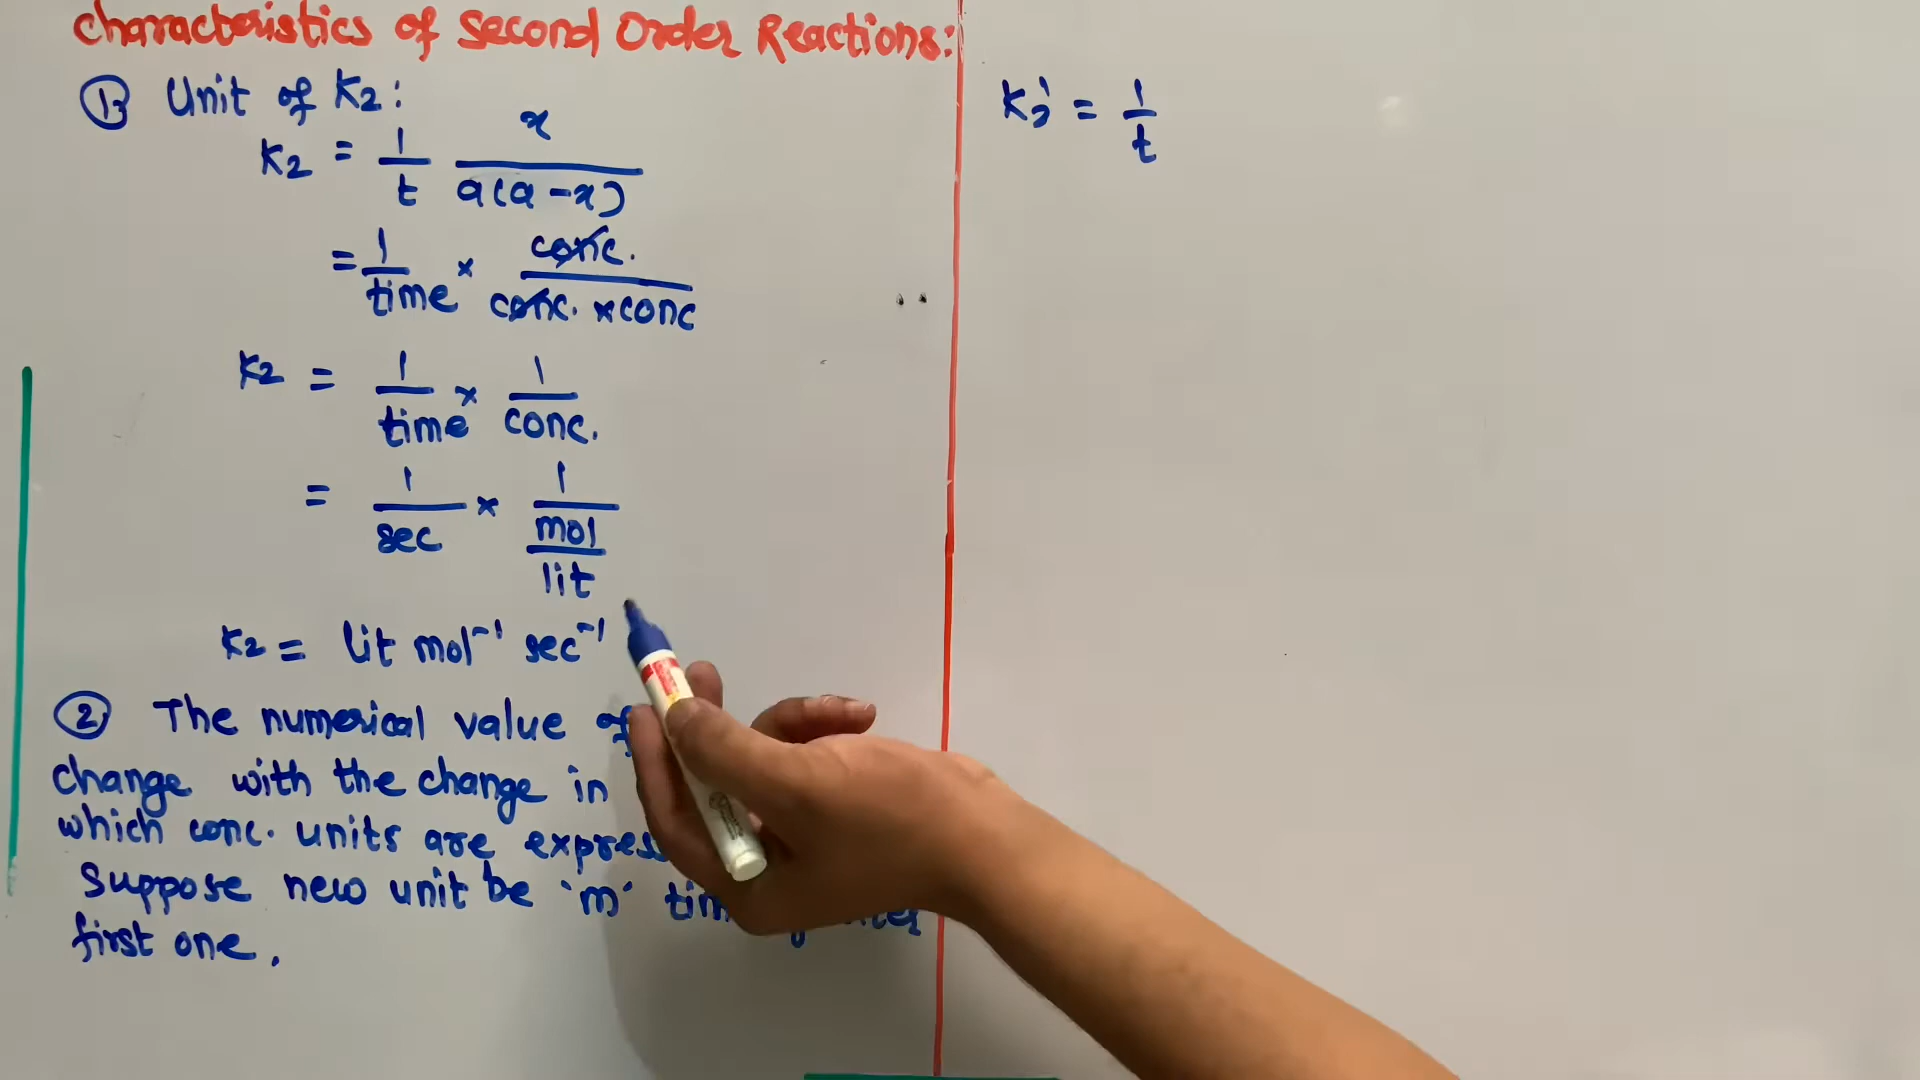 Characteristics of Second Order Reactions:
① Unit of K2:
K2 = 1/t x/a(a-x)
= 1/time × conc./conc. × conc
K2 = 1/time × 1/conc.
= 1/sec × 1/mol/lit
K2 = lit mol⁻¹ sec⁻¹
② The numerical value of
change with the change in
which conc. units are
Suppose new unit be 'm'
first one.
K2' = 1/t